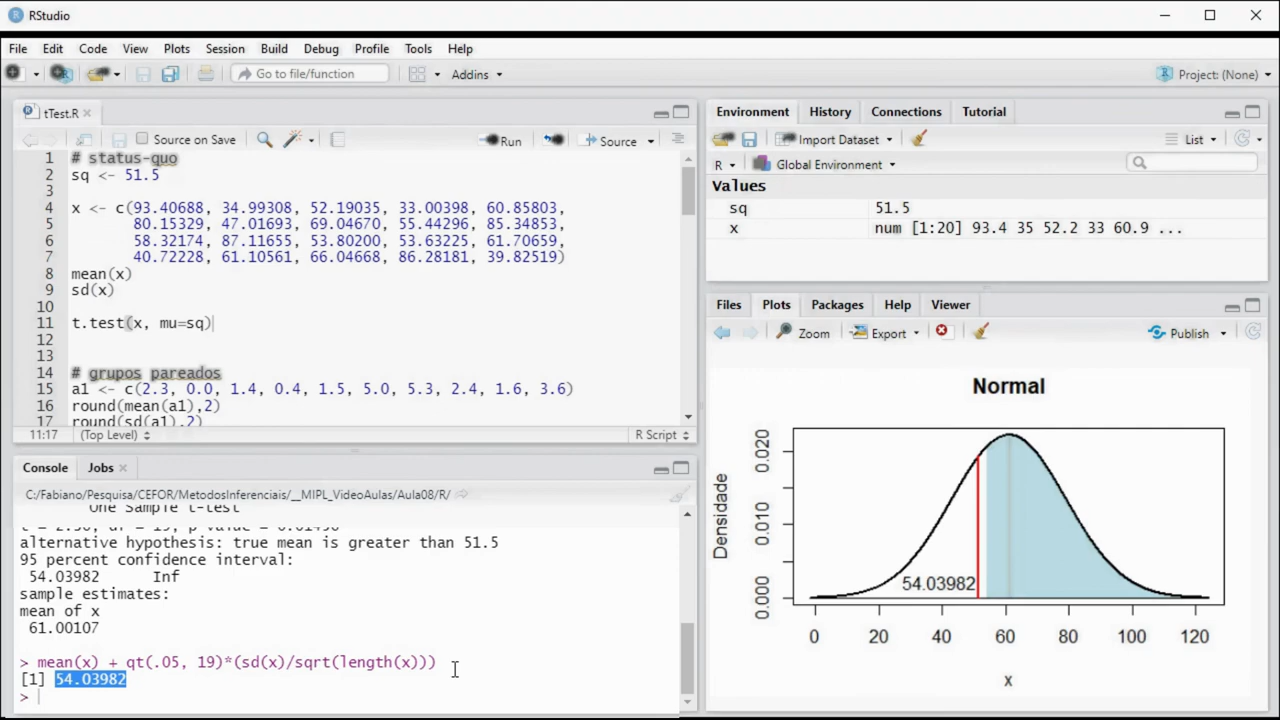 RStudio
File Edit Code View Plots Session Build Debug Profile Tools Help
Go to file/function Addins Project: (None)
tTest.R
Source on Save Run Source
1 # status-quo
2 sq <- 51.5
3
4 x <- c(93.40688, 34.99308, 52.19035, 33.00398, 60.85803,
5 80.15329, 47.01693, 69.04670, 55.44296, 85.34853,
6 58.32174, 87.11655, 53.80200, 53.63225, 61.70659,
7 40.72228, 61.10561, 66.04668, 86.28181, 39.82519)
8 mean(x)
9 sd(x)
10
11 t.test(x, mu=sq)
12
13
14 # grupos pareados
15 a1 <- c(2.3, 0.0, 1.4, 0.4, 1.5, 5.0, 5.3, 2.4, 1.6, 3.6)
16 round(mean(a1),2)
17 round(sd(a1),2)
11:17 (Top Level) R Script
Console Jobs
C:/Fabiano/Pesquisa/CEFOR/MetodosInferenciais/__MIPL_VideoAulas/Aula08/R/
One Sample t-test
alternative hypothesis: true mean is greater than 51.5
95 percent confidence interval:
54.03982 Inf
sample estimates:
mean of x
61.00107
> mean(x) + qt(.05, 19)*(sd(x)/sqrt(length(x)))
[1] 54.03982
>
Environment History Connections Tutorial
Import Dataset List
R Global Environment
Values
sq 51.5
x num [1:20] 93.4 35 52.2 33 60.9 ...
Files Plots Packages Help Viewer
Zoom Export Publish
Normal
Densidade
0.020
0.010
0.000
54.03982
0 20 40 60 80 100 120
x